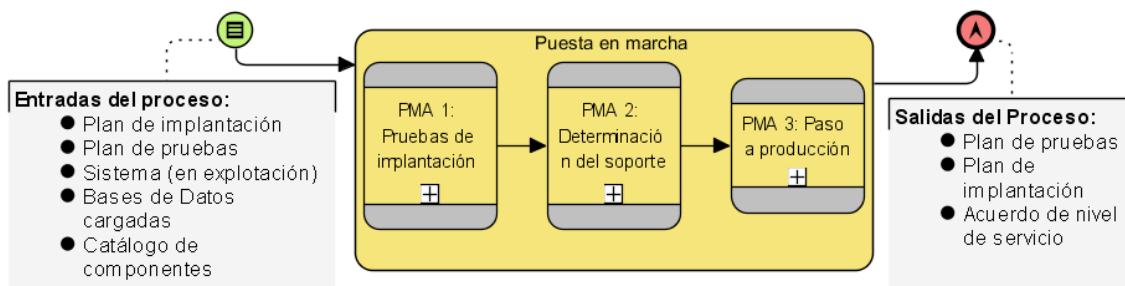 Entradas del proceso:
● Plan de implantación
● Plan de pruebas
● Sistema (en explotación)
● Bases de Datos
cargadas
● Catálogo de
componentes
Puesta en marcha
PMA 1:
Pruebas de
implantación
PMA 2:
Determinació
n del soporte
PMA 3: Paso
a producción
Salidas del Proceso:
● Plan de pruebas
● Plan de
implantación
● Acuerdo de nivel
de servicio